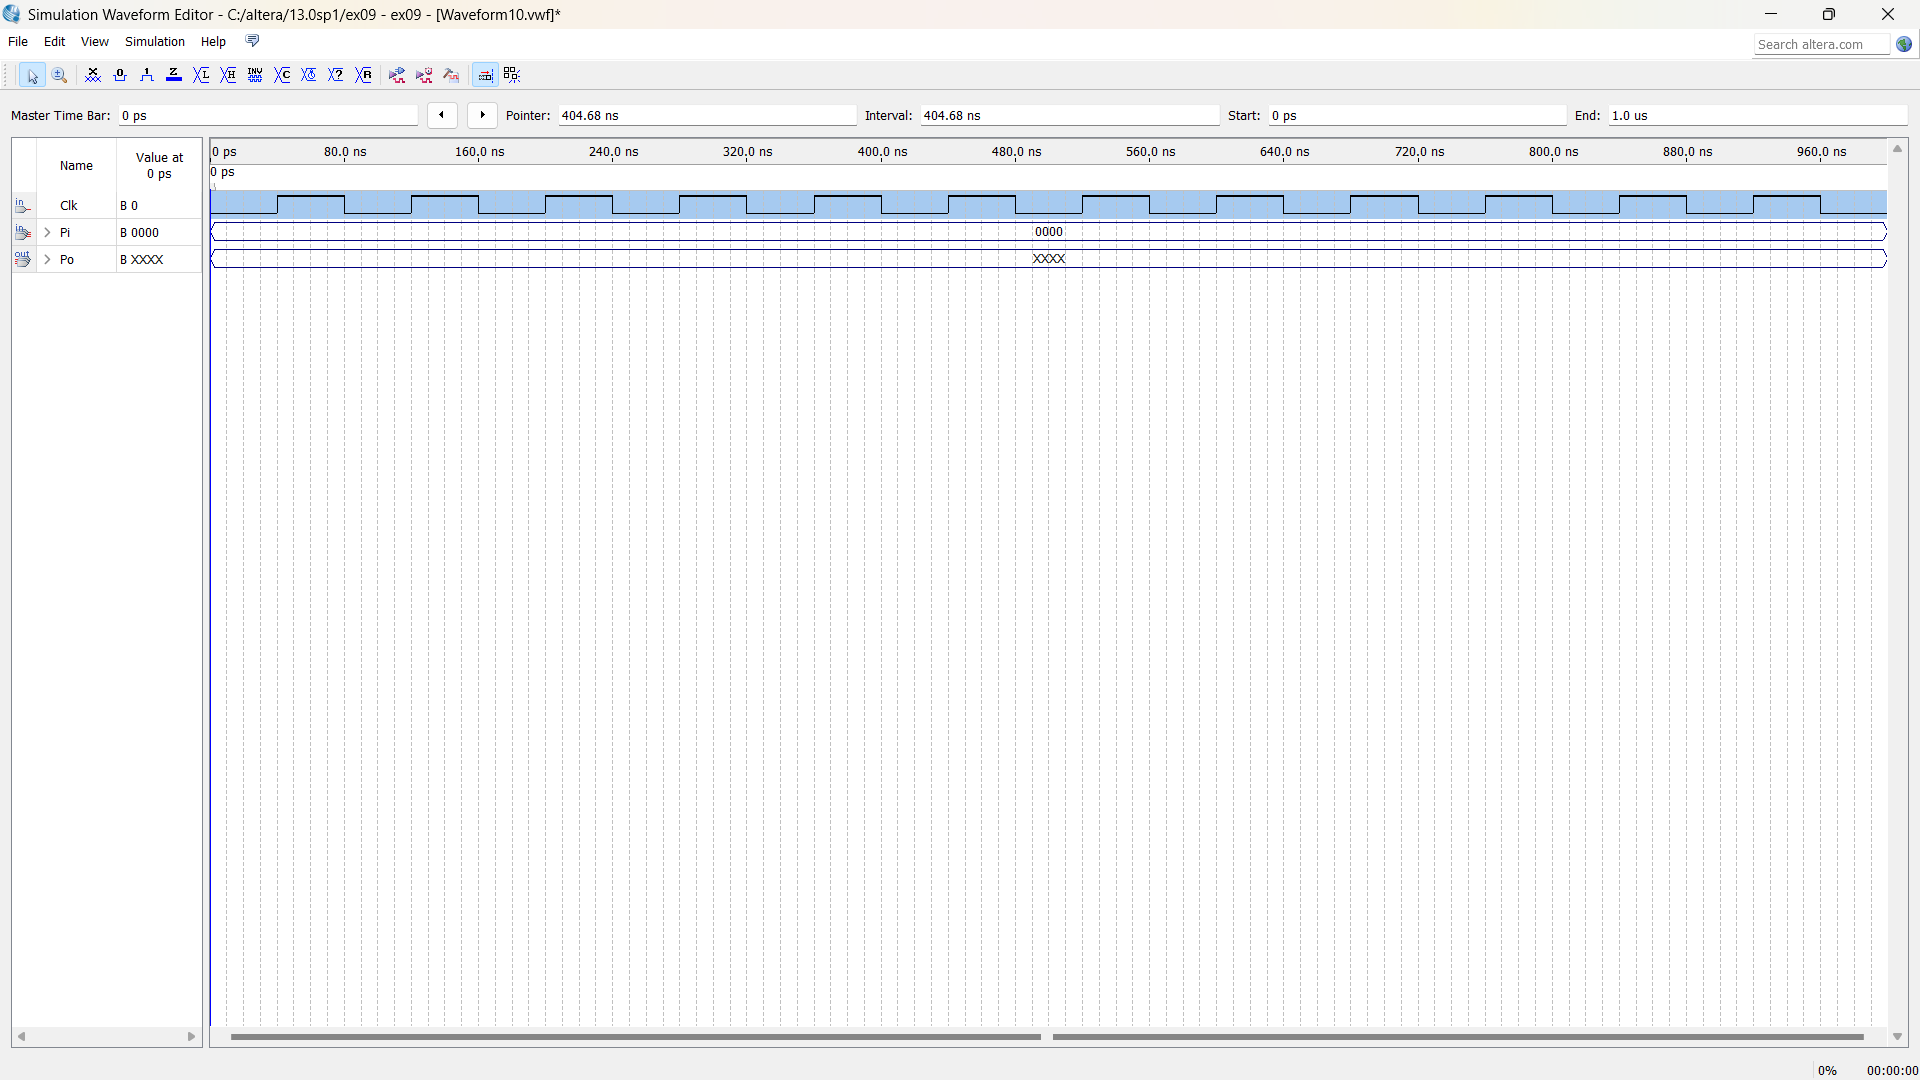 Simulation Waveform Editor - C:/altera/13.0sp1/ex09 - ex09 - [Waveform10.vwf]*
File Edit View Simulation Help
Search altera.com
Master Time Bar: 0 ps Pointer: 404.68 ns Interval: 404.68 ns Start: 0 ps End: 1.0 us
Name Value at 0 ps
0 ps 80.0 ns 160.0 ns 240.0 ns 320.0 ns 400.0 ns 480.0 ns 560.0 ns 640.0 ns 720.0 ns 800.0 ns 880.0 ns 960.0 ns
0 ps
in Clk B 0
in Pi B 0000 0000
out Po B XXXX XXXX
0% 00:00:00